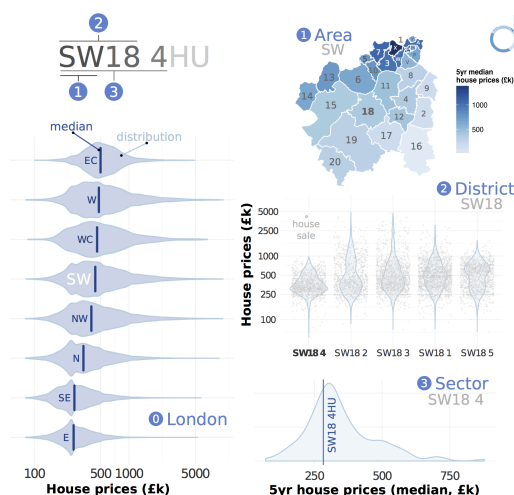 2
SW18 4HU
1
3
median
distribution
EC
W
WC
SW
NW
N
SE
E
0 London
100 500 1000 5000
House prices (£k)
1 Area
SW
5yr median
house prices (£k)
1000
500
1
7
3
13
6
11
8
14
15
18
4
9
2
12
19
17
16
20
2 District
SW18
House prices (£k)
5000
2500
1000
500
250
100
house
sale
SW18 4 SW18 2 SW18 3 SW18 1 SW18 5
3 Sector
SW18 4
SW18 4HU
250 500 750
5yr house prices (median, £k)